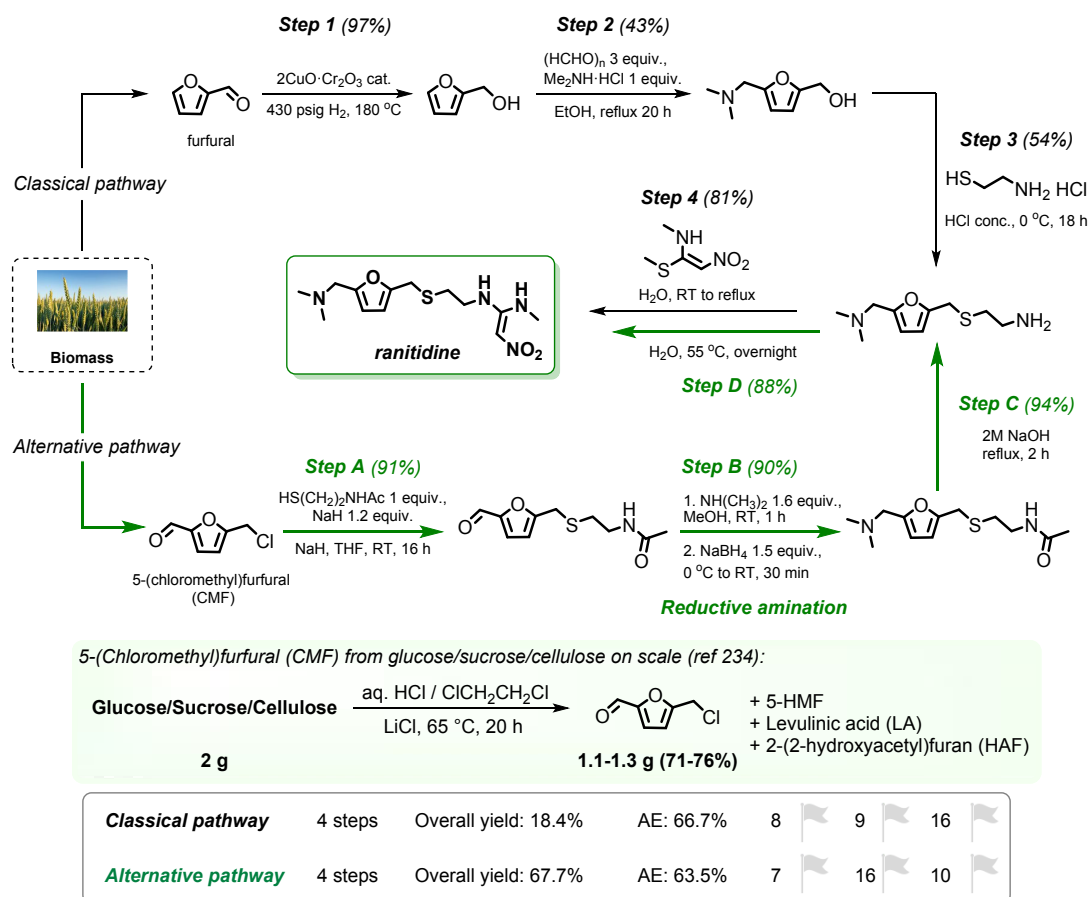 Step 1 (97%)
2CuO·Cr₂O₃ cat.
430 psig H₂, 180 °C
Step 2 (43%)
(HCHO)n 3 equiv.,
Me₂NH·HCl 1 equiv.
EtOH, reflux 20 h
O
O
furfural
O
OH
N
O
OH
Step 3 (54%)
HS
NH₂ HCl
HCl conc., 0 °C, 18 h
Classical pathway
Step 4 (81%)
NH
S
NO₂
H₂O, RT to reflux
Biomass
N
O
S
H
N
H
N
NO₂
ranitidine
N
O
S
NH₂
H₂O, 55 °C, overnight
Step D (88%)
Step C (94%)
2M NaOH
reflux, 2 h
Alternative pathway
Step A (91%)
HS(CH₂)₂NHAc 1 equiv.,
NaH 1.2 equiv.
NaH, THF, RT, 16 h
Step B (90%)
1. NH(CH₃)₂ 1.6 equiv.,
MeOH, RT, 1 h
2. NaBH₄ 1.5 equiv.,
0 °C to RT, 30 min
Reductive amination
O
O
Cl
5-(chloromethyl)furfural
(CMF)
O
O
S
H
N
O
N
O
S
H
N
O
5-(Chloromethyl)furfural (CMF) from glucose/sucrose/cellulose on scale (ref 234):
Glucose/Sucrose/Cellulose
2 g
aq. HCl / ClCH₂CH₂Cl
LiCl, 65 °C, 20 h
O
O
Cl
1.1-1.3 g (71-76%)
+ 5-HMF
+ Levulinic acid (LA)
+ 2-(2-hydroxyacetyl)furan (HAF)
Classical pathway 4 steps Overall yield: 18.4% AE: 66.7% 8 9 16
Alternative pathway 4 steps Overall yield: 67.7% AE: 63.5% 7 16 10